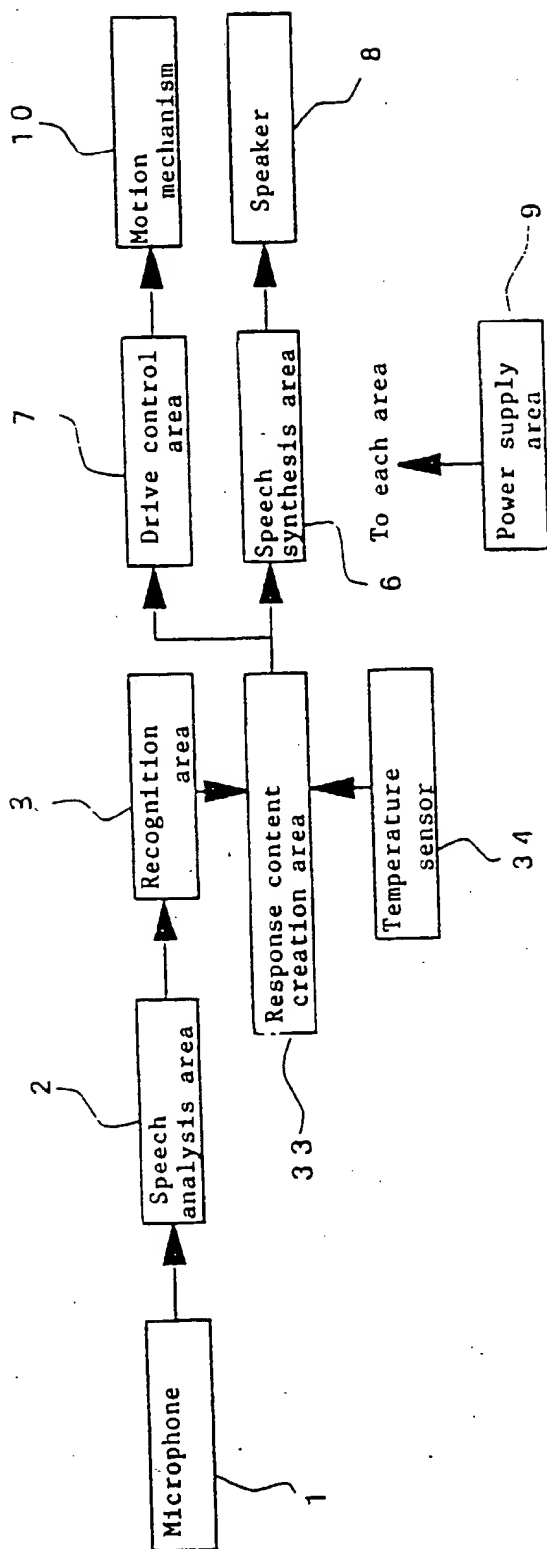 1
Microphone
2
Speech
analysis area
3
Recognition
area
33
Response content
creation area
34
Temperature
sensor
7
Drive control
area
10
Motion
mechanism
6
Speech
synthesis area
8
Speaker
To each area
9
Power supply
area